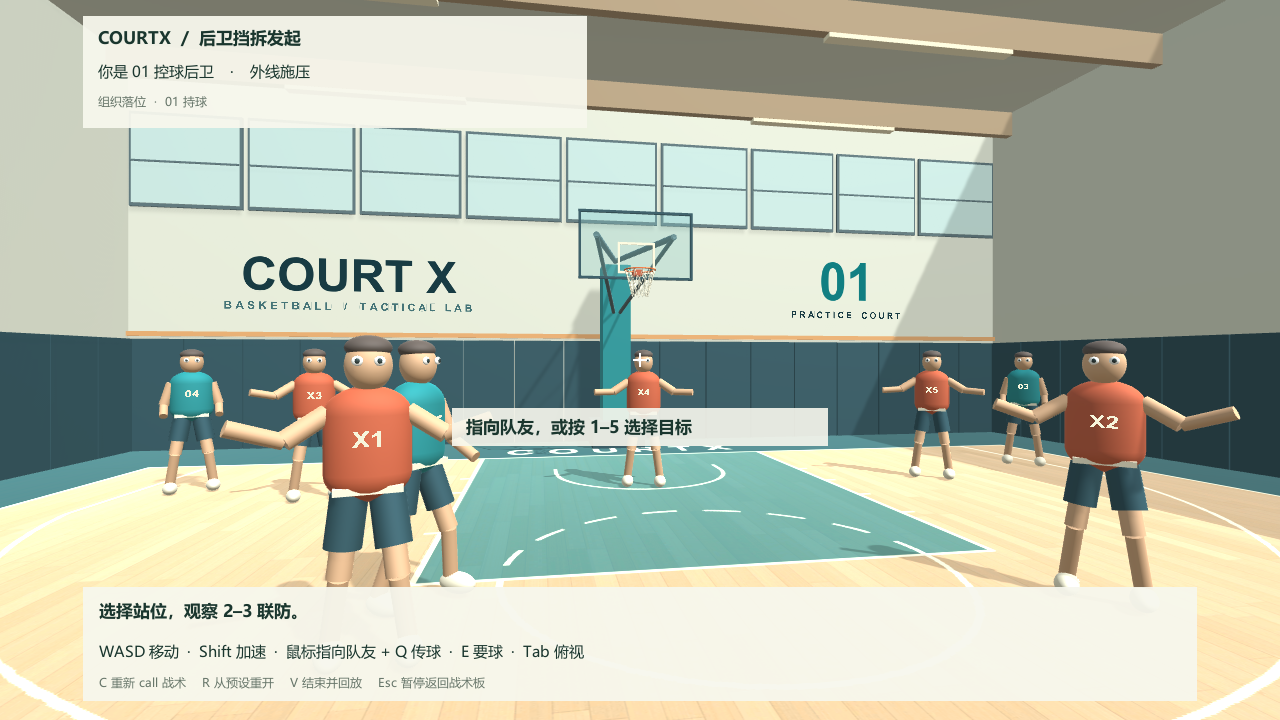 COURTX / 后卫挡拆发起
你是 01 控球后卫 · 外线施压
组织落位 · 01 持球
COURT X
BASKETBALL / TACTICAL LAB
01
PRACTICE COURT
04
X3
X1
X4
X5
03
X2
指向队友，或按 1–5 选择目标
COURT X
选择站位，观察 2–3 联防。
WASD 移动 · Shift 加速 · 鼠标指向队友 + Q 传球 · E 要球 · Tab 俯视
C 重新 call 战术 R 从预设重开 V 结束并回放 Esc 暂停返回战术板